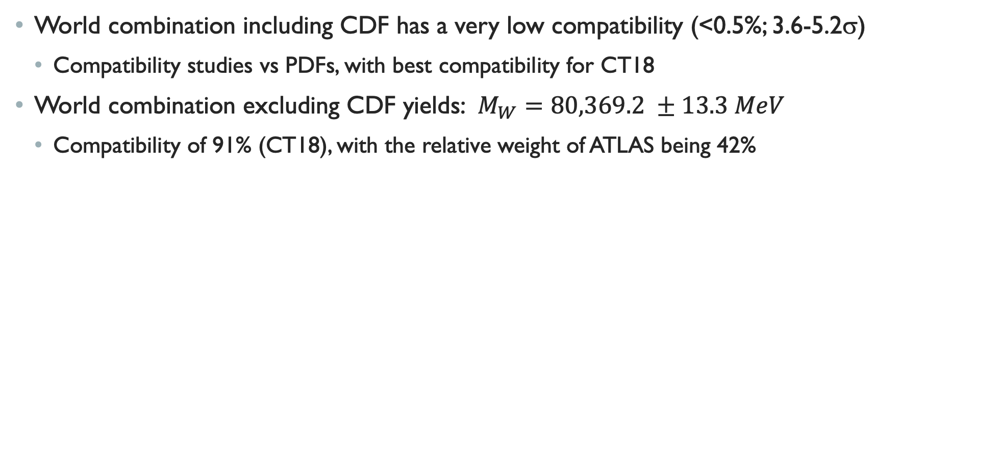 • World combination including CDF has a very low compatibility (<0.5%; 3.6-5.2σ)
• Compatibility studies vs PDFs, with best compatibility for CT18
• World combination excluding CDF yields: M_W = 80,369.2 ± 13.3 MeV
• Compatibility of 91% (CT18), with the relative weight of ATLAS being 42%